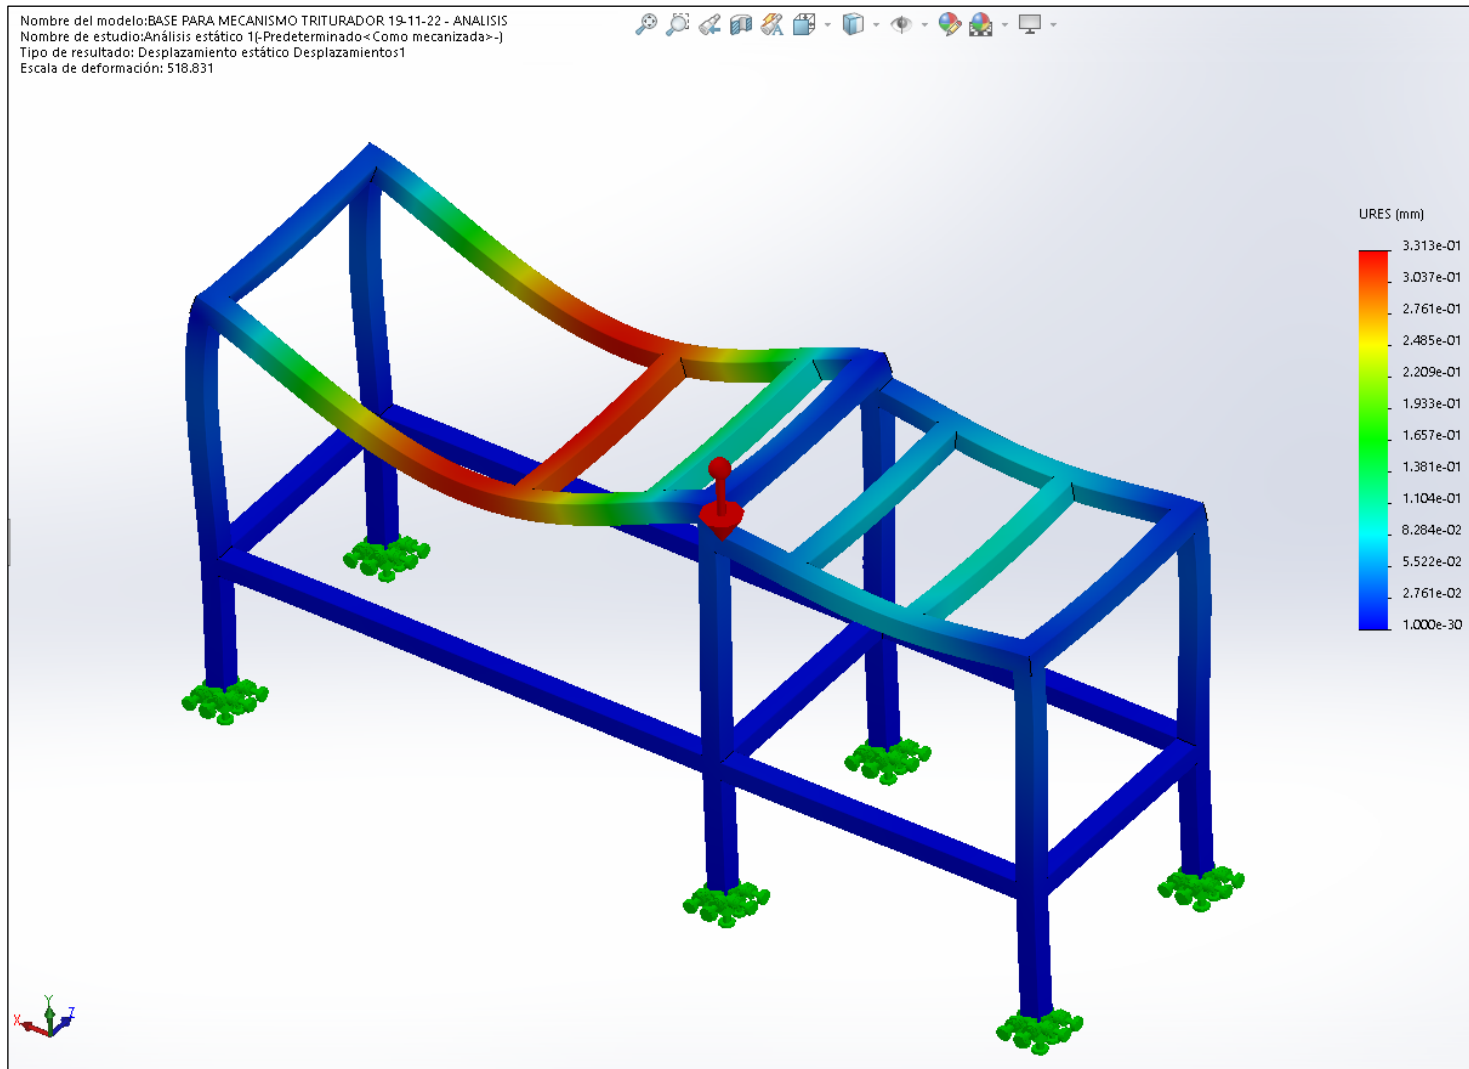 Nombre del modelo:BASE PARA MECANISMO TRITURADOR 19-11-22 - ANALISIS
Nombre de estudio:Análisis estático 1(-Predeterminado<Como mecanizada>-)
Tipo de resultado: Desplazamiento estático Desplazamientos1
Escala de deformación: 518.831
URES (mm)
3.313e-01
3.037e-01
2.761e-01
2.485e-01
2.209e-01
1.933e-01
1.657e-01
1.381e-01
1.104e-01
8.284e-02
5.522e-02
2.761e-02
1.000e-30
Y
X
Z